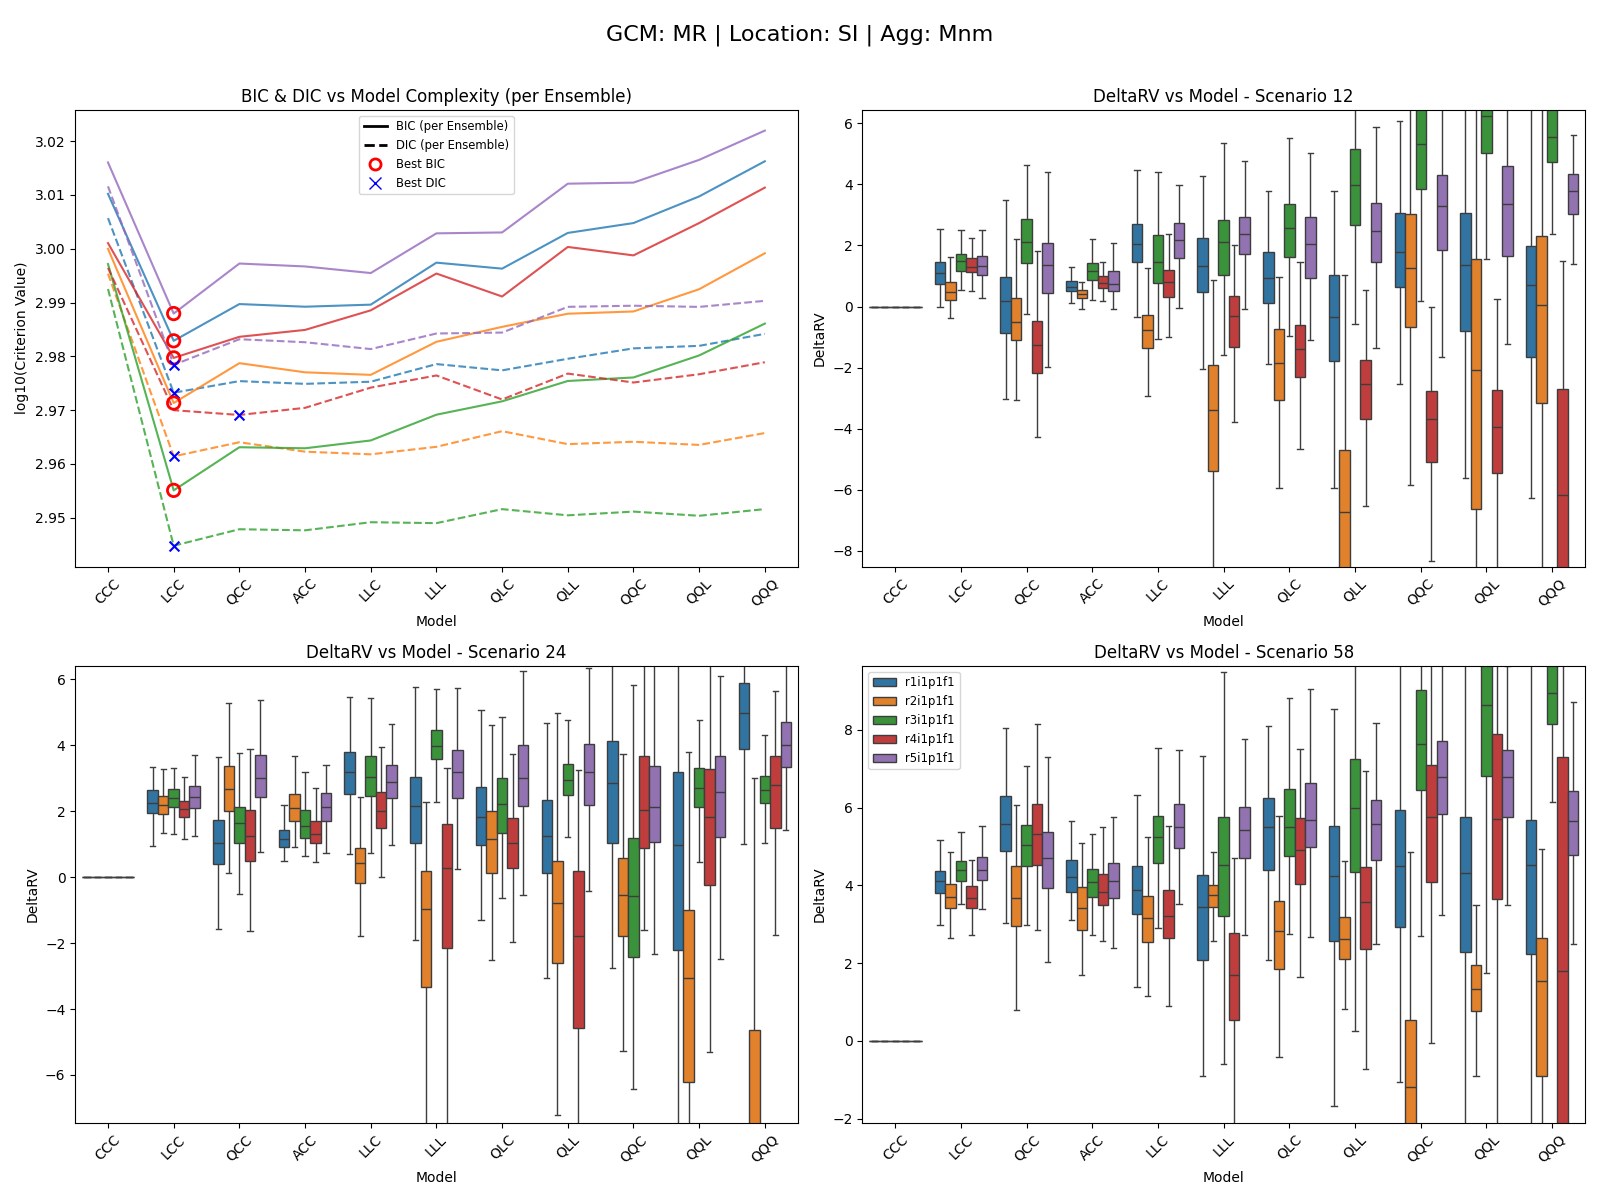 GCM: MR | Location: SI | Agg: Mnm
BIC & DIC vs Model Complexity (per Ensemble)
log10(Criterion Value)
3.02
3.01
3.00
2.99
2.98
2.97
2.96
2.95
BIC (per Ensemble)
DIC (per Ensemble)
Best BIC
Best DIC
CCC LCC QCC ACC LLC LLL QLC QLL QQC QQL QQQ
Model
DeltaRV vs Model - Scenario 12
DeltaRV
6
4
2
0
−2
−4
−6
−8
CCC LCC QCC ACC LLC LLL QLC QLL QQC QQL QQQ
Model
DeltaRV vs Model - Scenario 24
DeltaRV
6
4
2
0
−2
−4
−6
CCC LCC QCC ACC LLC LLL QLC QLL QQC QQL QQQ
Model
DeltaRV vs Model - Scenario 58
DeltaRV
8
6
4
2
0
−2
r1i1p1f1
r2i1p1f1
r3i1p1f1
r4i1p1f1
r5i1p1f1
CCC LCC QCC ACC LLC LLL QLC QLL QQC QQL QQQ
Model